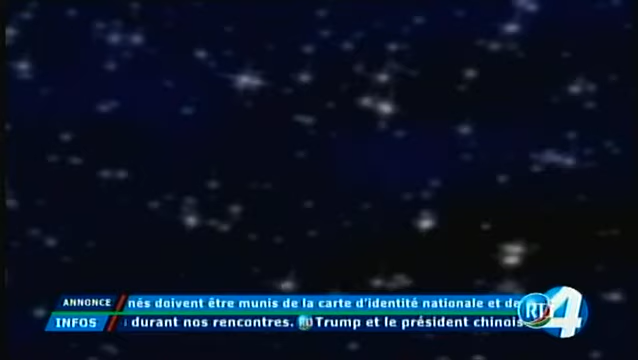 ANNONCE nés doivent être munis de la carte d'identité nationale et de
INFOS durant nos rencontres. Trump et le président chinois
RT 4